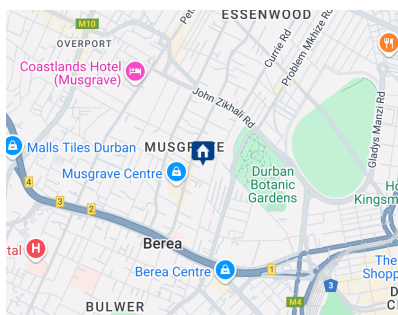 ESSENWOOD
M10
Pet
OVERPORT
Currie Rd
Problem Mkhize Rd
Coastlands Hotel
(Musgrave)
John Zikhali Rd
Gladys Manzi Rd
Malls Tiles Durban
MUSGRAVE
Musgrave Centre
Durban
Botanic
Gardens
4
3
2
Ho
Kingsm
tal
H
Berea
Berea Centre
1
The
Shopp
3
M4
D
C
BULWER